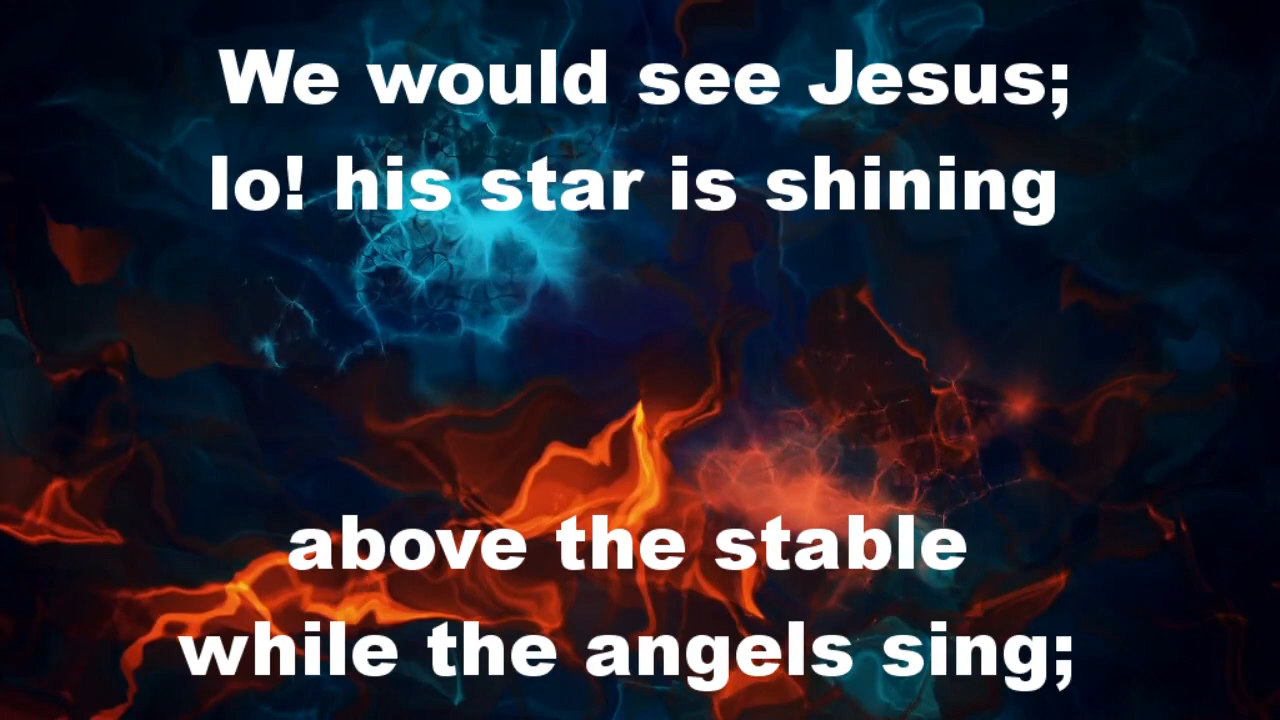 We would see Jesus;
lo! his star is shining
above the stable
while the angels sing;